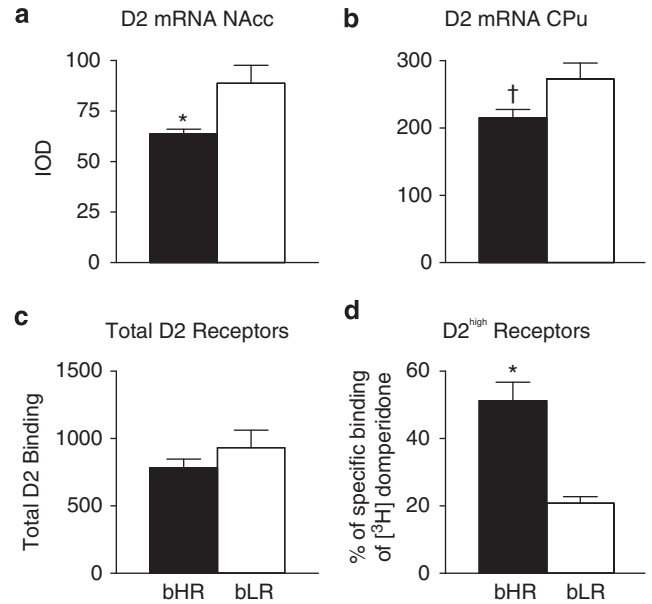 a
D2 mRNA NAcc
100
75
50
25
0
IOD
*
b
D2 mRNA CPu
300
200
100
0
†
c
Total D2 Receptors
1500
1000
500
0
Total D2 Binding
bHR
bLR
d
D2high Receptors
60
40
20
0
% of specific binding
of [3H] domperidone
*
bHR
bLR